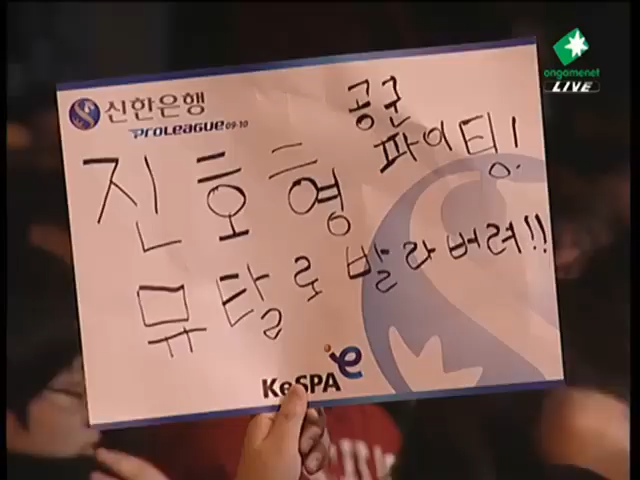 ongamenet
LIVE
신한은행
PROLEAGUE 09-10
공군
파이팅!
진호형
뮤탈로 발라버려!!
KeSPA